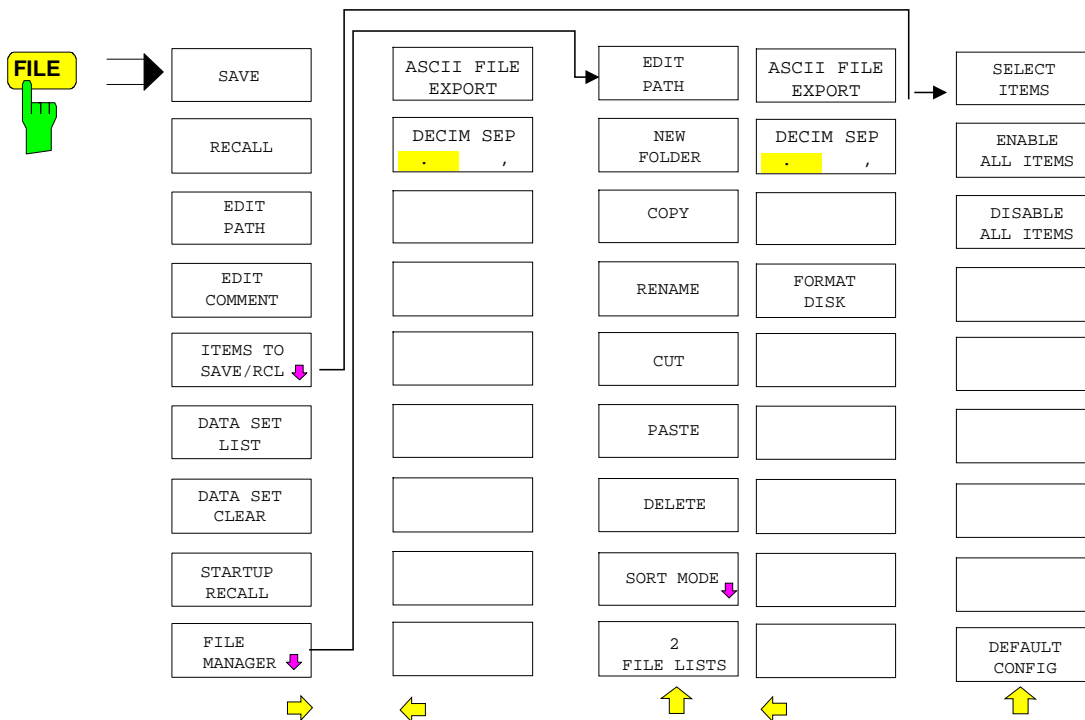 FILE
SAVE
RECALL
EDIT
PATH
EDIT
COMMENT
ITEMS TO
SAVE/RCL
DATA SET
LIST
DATA SET
CLEAR
STARTUP
RECALL
FILE
MANAGER
ASCII FILE
EXPORT
DECIM SEP
. ,
EDIT
PATH
NEW
FOLDER
COPY
RENAME
CUT
PASTE
DELETE
SORT MODE
2
FILE LISTS
ASCII FILE
EXPORT
DECIM SEP
. ,
FORMAT
DISK
SELECT
ITEMS
ENABLE
ALL ITEMS
DISABLE
ALL ITEMS
DEFAULT
CONFIG